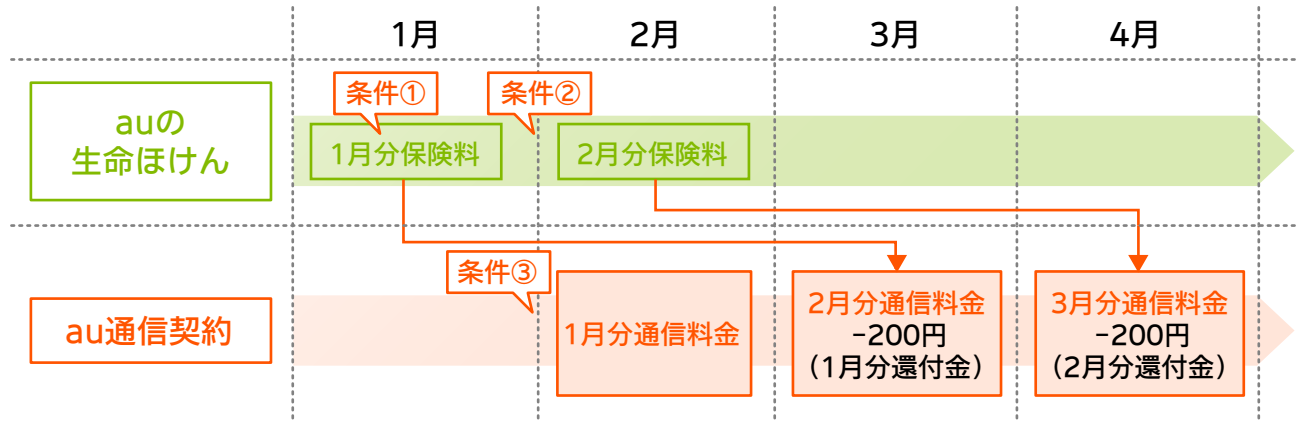 1月
2月
3月
4月
条件①
条件②
auの
生命ほけん
1月分保険料
2月分保険料
条件③
au通信契約
1月分通信料金
2月分通信料金
-200円
（1月分還付金）
3月分通信料金
-200円
（2月分還付金）